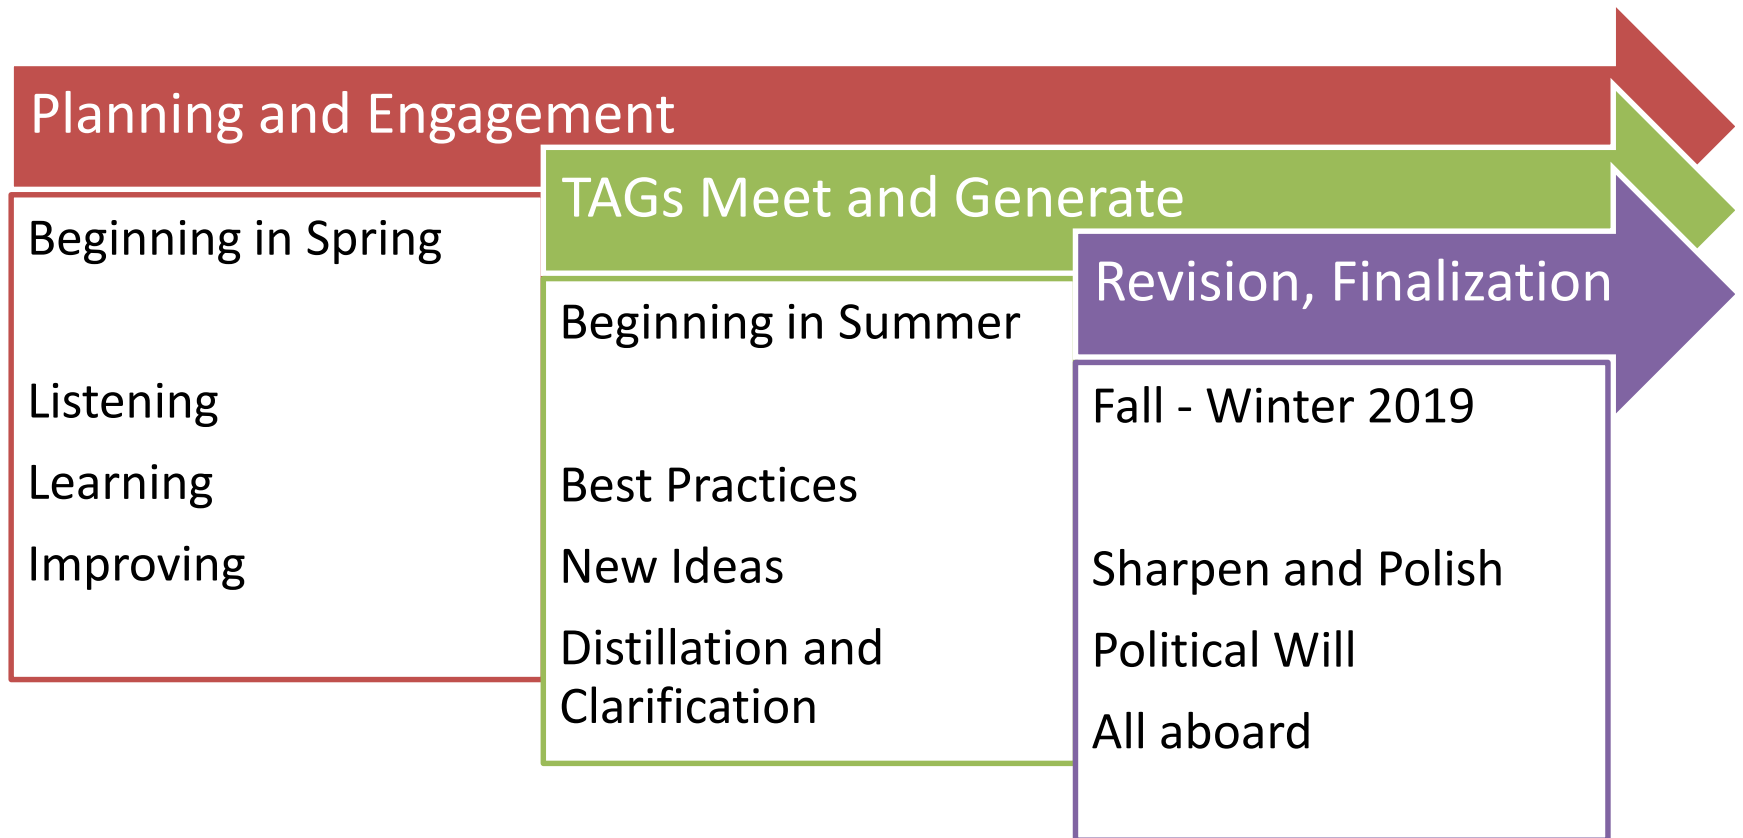 Planning and Engagement
Beginning in Spring
Listening
Learning
Improving
TAGs Meet and Generate
Beginning in Summer
Best Practices
New Ideas
Distillation and
Clarification
Revision, Finalization
Fall - Winter 2019
Sharpen and Polish
Political Will
All aboard